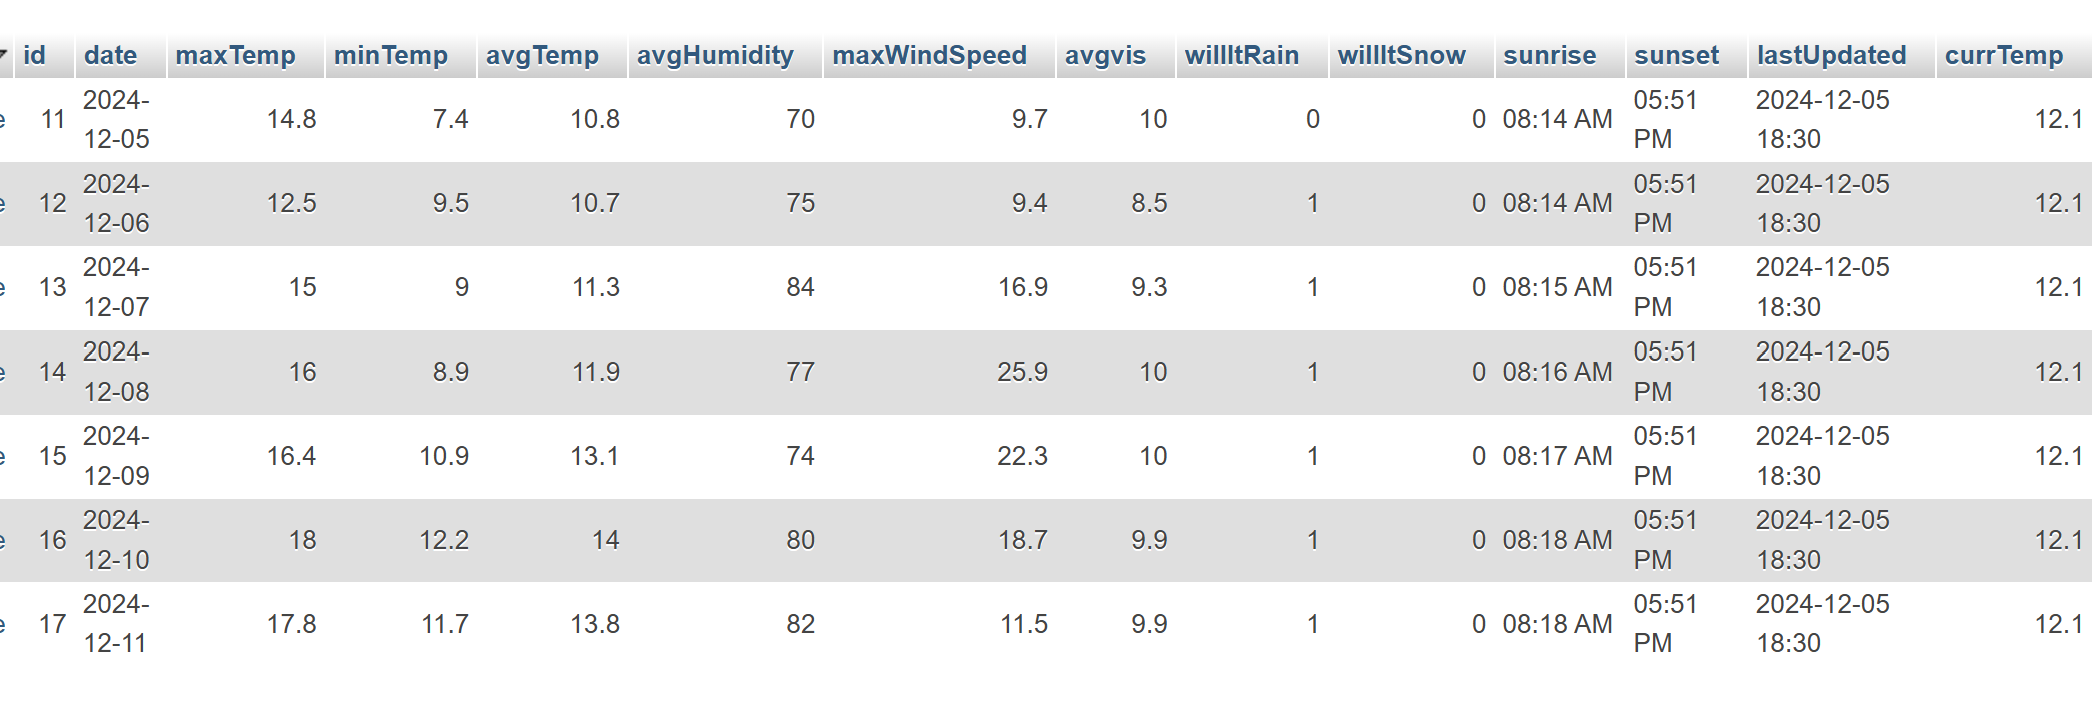 id date maxTemp minTemp avgTemp avgHumidity maxWindSpeed avgvis willItRain willItSnow sunrise sunset lastUpdated currTemp
e 11 2024-12-05 14.8 7.4 10.8 70 9.7 10 0 0 08:14 AM 05:51 PM 2024-12-05 18:30 12.1
e 12 2024-12-06 12.5 9.5 10.7 75 9.4 8.5 1 0 08:14 AM 05:51 PM 2024-12-05 18:30 12.1
e 13 2024-12-07 15 9 11.3 84 16.9 9.3 1 0 08:15 AM 05:51 PM 2024-12-05 18:30 12.1
e 14 2024-12-08 16 8.9 11.9 77 25.9 10 1 0 08:16 AM 05:51 PM 2024-12-05 18:30 12.1
e 15 2024-12-09 16.4 10.9 13.1 74 22.3 10 1 0 08:17 AM 05:51 PM 2024-12-05 18:30 12.1
e 16 2024-12-10 18 12.2 14 80 18.7 9.9 1 0 08:18 AM 05:51 PM 2024-12-05 18:30 12.1
e 17 2024-12-11 17.8 11.7 13.8 82 11.5 9.9 1 0 08:18 AM 05:51 PM 2024-12-05 18:30 12.1